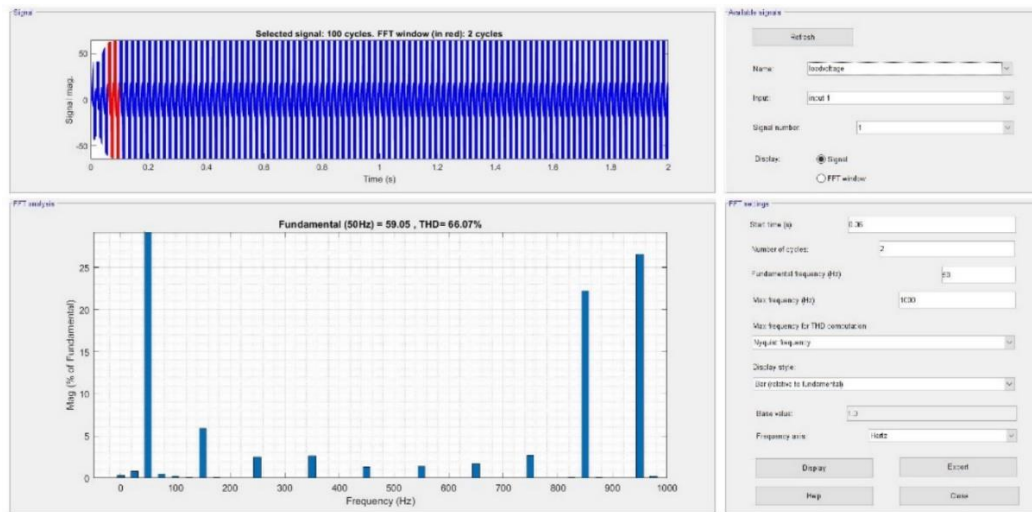 Signal
Selected signal: 100 cycles. FFT window (in red): 2 cycles
50
0
-50
Signal mag.
0 0.2 0.4 0.6 0.8 1 1.2 1.4 1.6 1.8 2
Time (s)
Available signals
Refresh
Name: loadvoltage
Input: input 1
Signal number: 1
Display: Signal
FFT window
FFT analysis
Fundamental (50Hz) = 59.05 , THD= 66.07%
25
20
15
10
5
0
Mag (% of Fundamental)
0 100 200 300 400 500 600 700 800 900 1000
Frequency (Hz)
FFT settings
Start time (s): 0.06
Number of cycles: 2
Fundamental frequency (Hz): 50
Max frequency (Hz): 1000
Max frequency for THD computation:
Nyquist frequency
Display style:
Bar (relative to fundamental)
Base value: 1.0
Frequency axis: Hertz
Display Export
Help Close